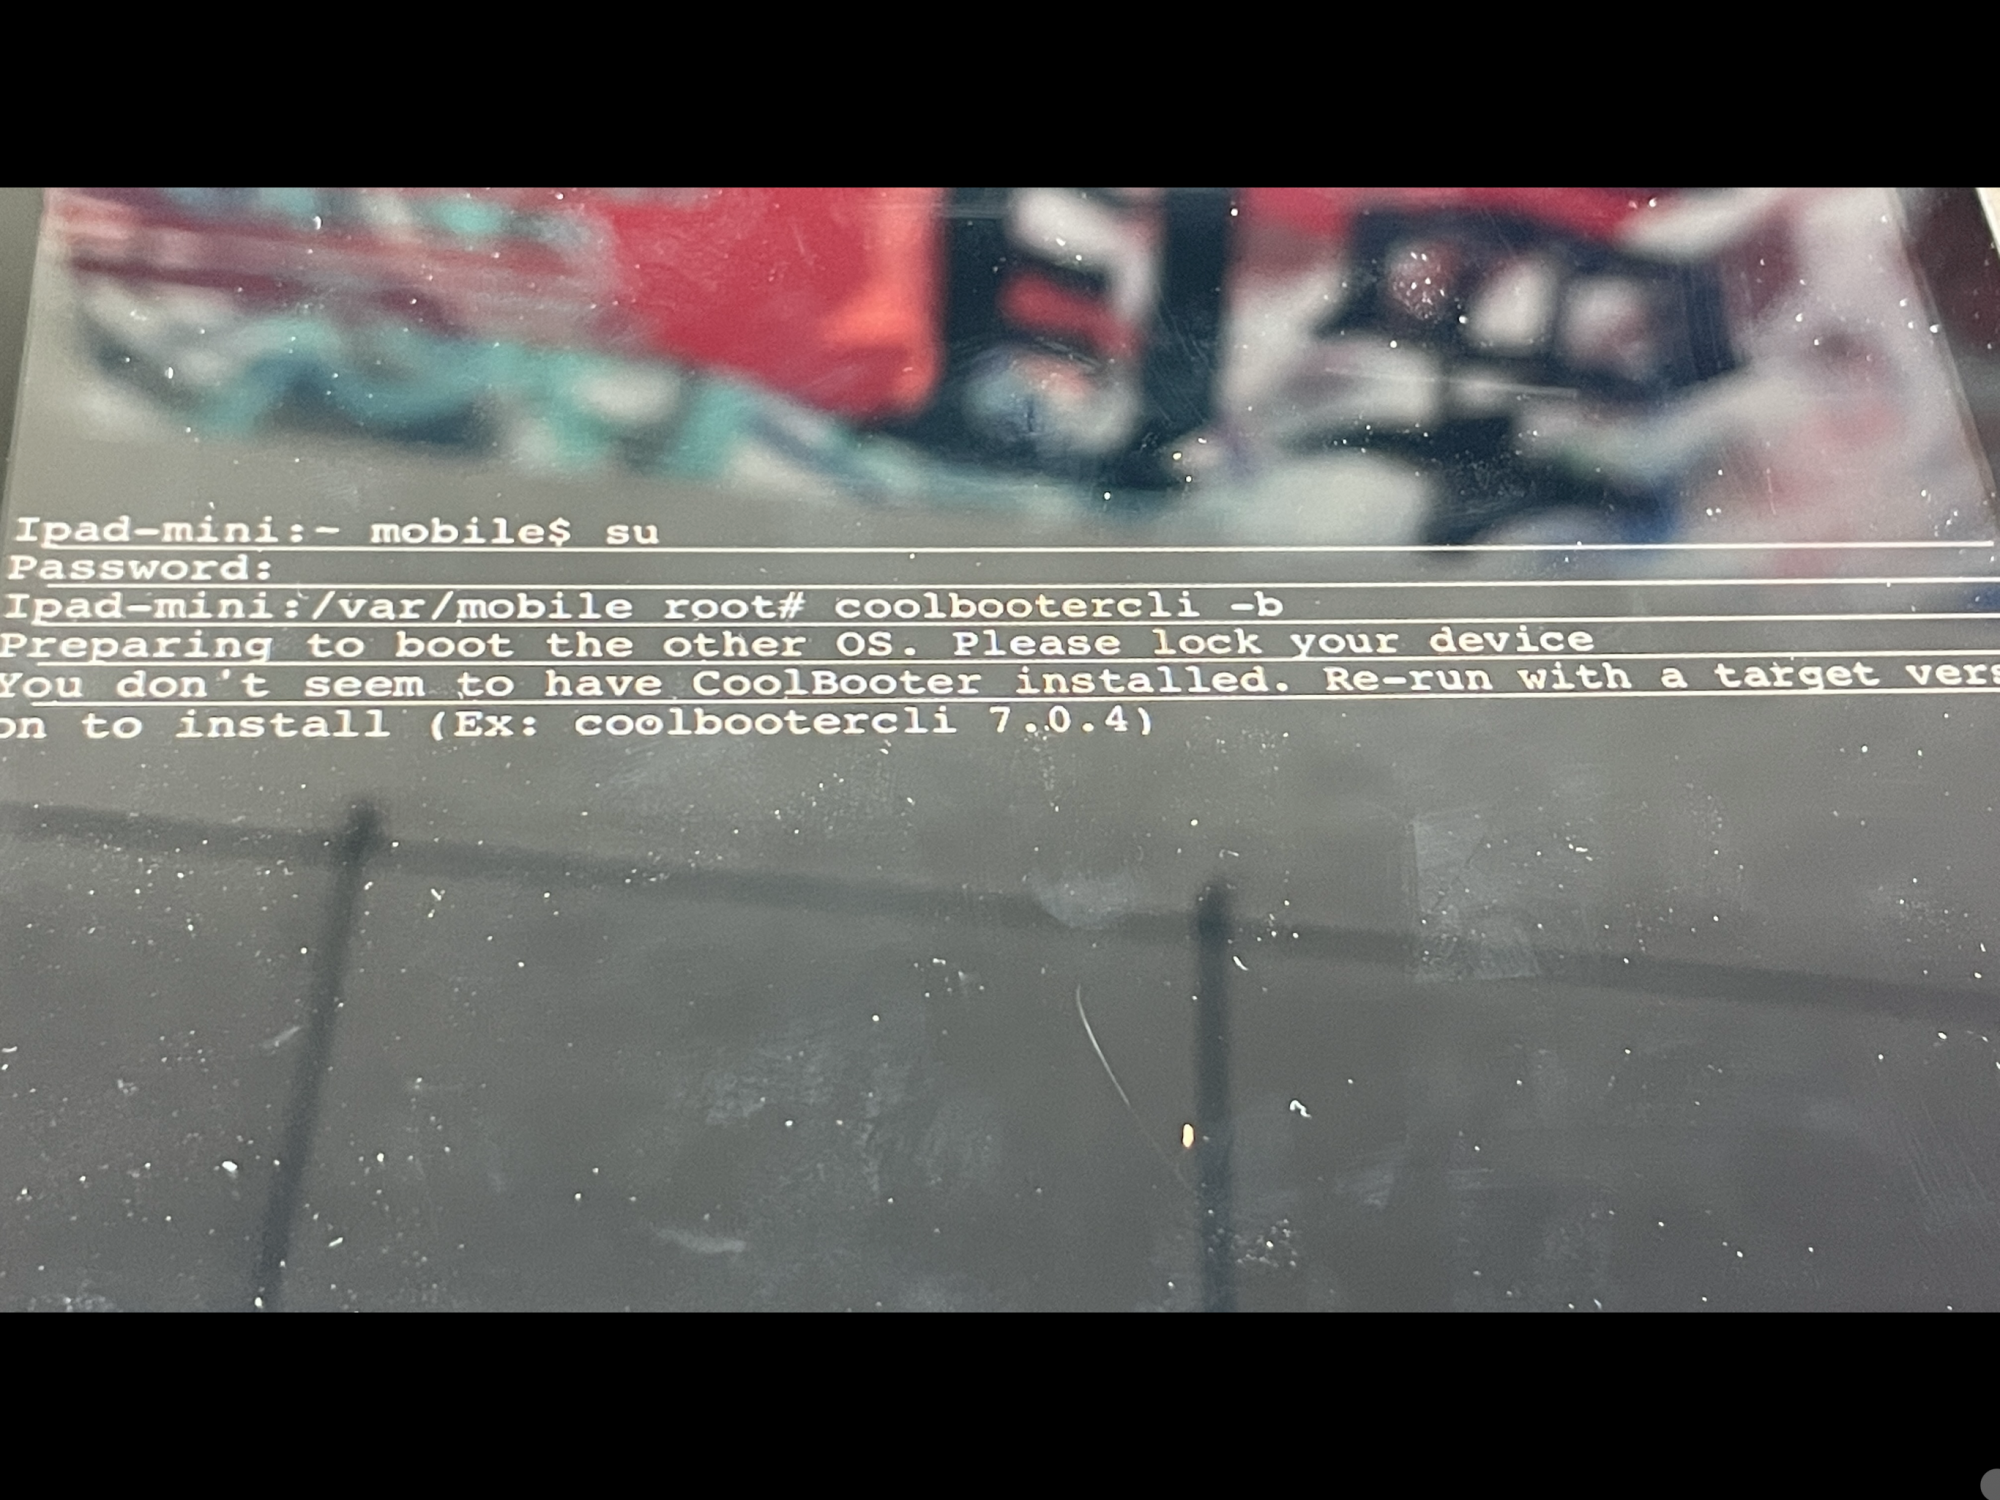 Ipad-mini:~ mobile$ su
Password:
Ipad-mini:/var/mobile root# coolbootercli -b
Preparing to boot the other OS. Please lock your device
You don't seem to have CoolBooter installed. Re-run with a target vers
on to install (Ex: coolbootercli 7.0.4)